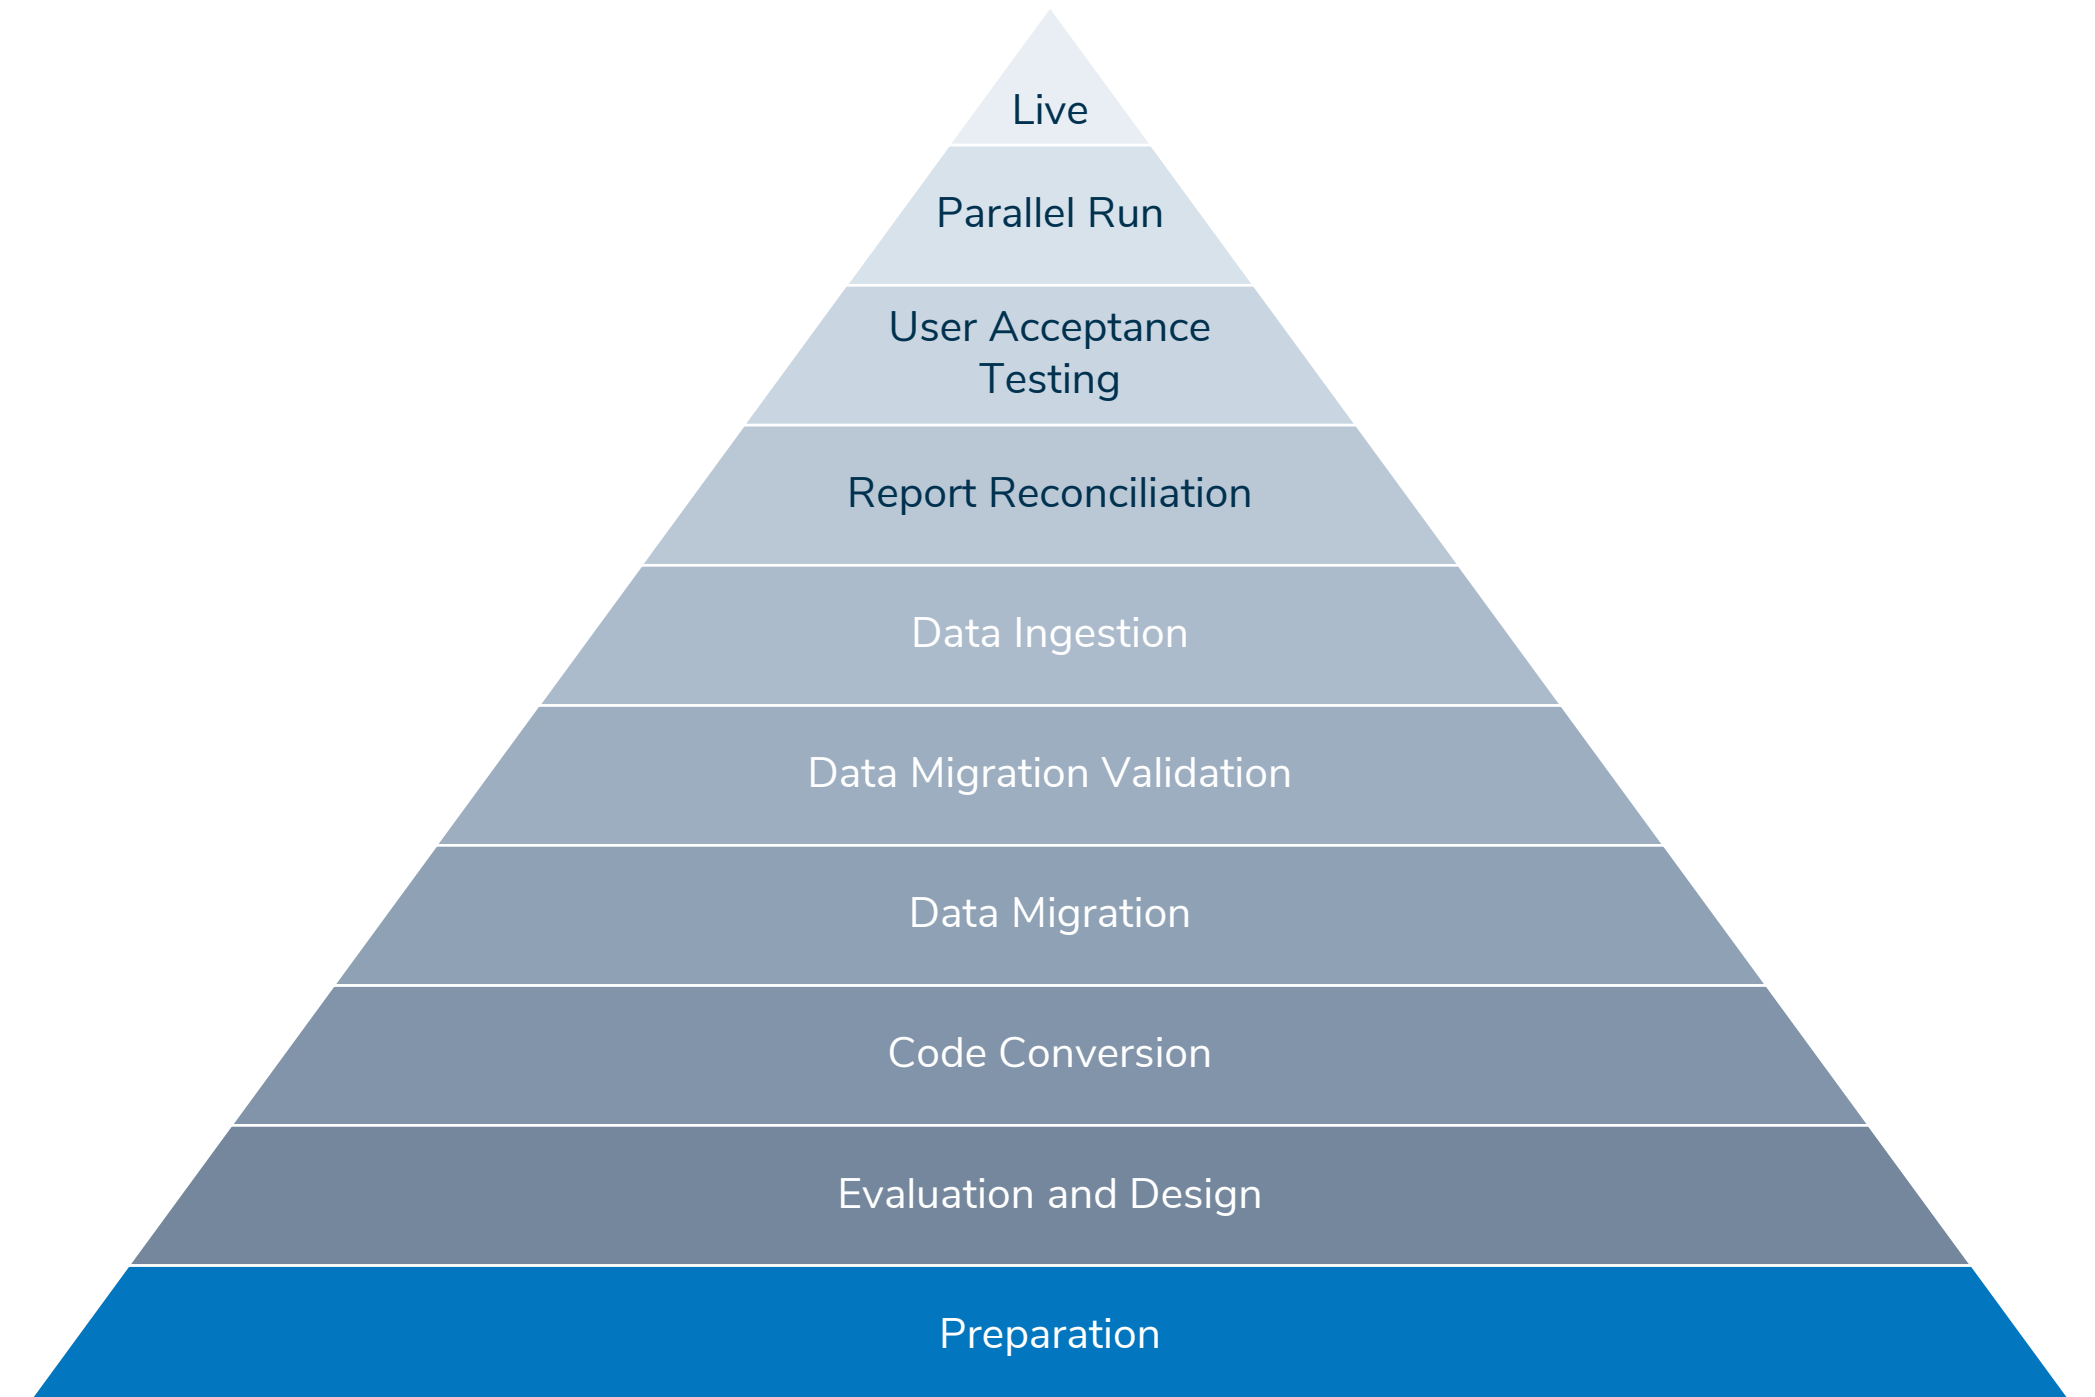 Live
Parallel Run
User Acceptance
Testing
Report Reconciliation
Data Ingestion
Data Migration Validation
Data Migration
Code Conversion
Evaluation and Design
Preparation